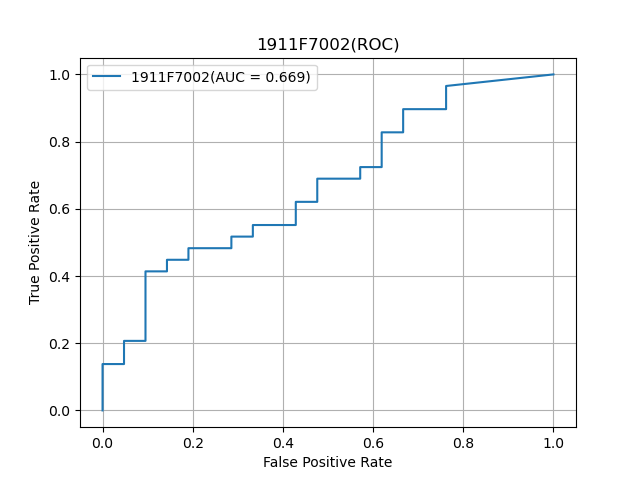 1911F7002(ROC)
1911F7002(AUC = 0.669)
True Positive Rate
1.0
0.8
0.6
0.4
0.2
0.0
0.0 0.2 0.4 0.6 0.8 1.0
False Positive Rate